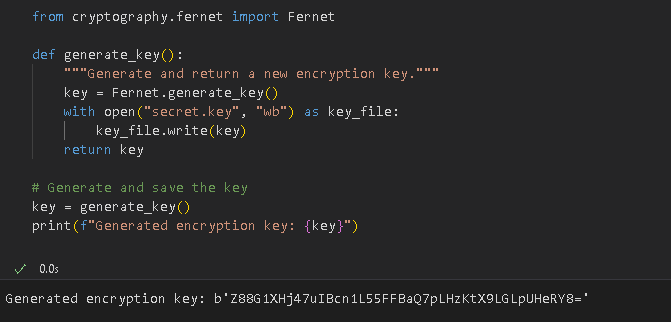 from cryptography.fernet import Fernet
def generate_key():
"""Generate and return a new encryption key."""
key = Fernet.generate_key()
with open("secret.key", "wb") as key_file:
key_file.write(key)
return key
# Generate and save the key
key = generate_key()
print(f"Generated encryption key: {key}")
✓ 0.0s
Generated encryption key: b'Z88G1XHj47uIBcn1L55FFBaQ7pLHzKtX9LGLpUHeRY8='